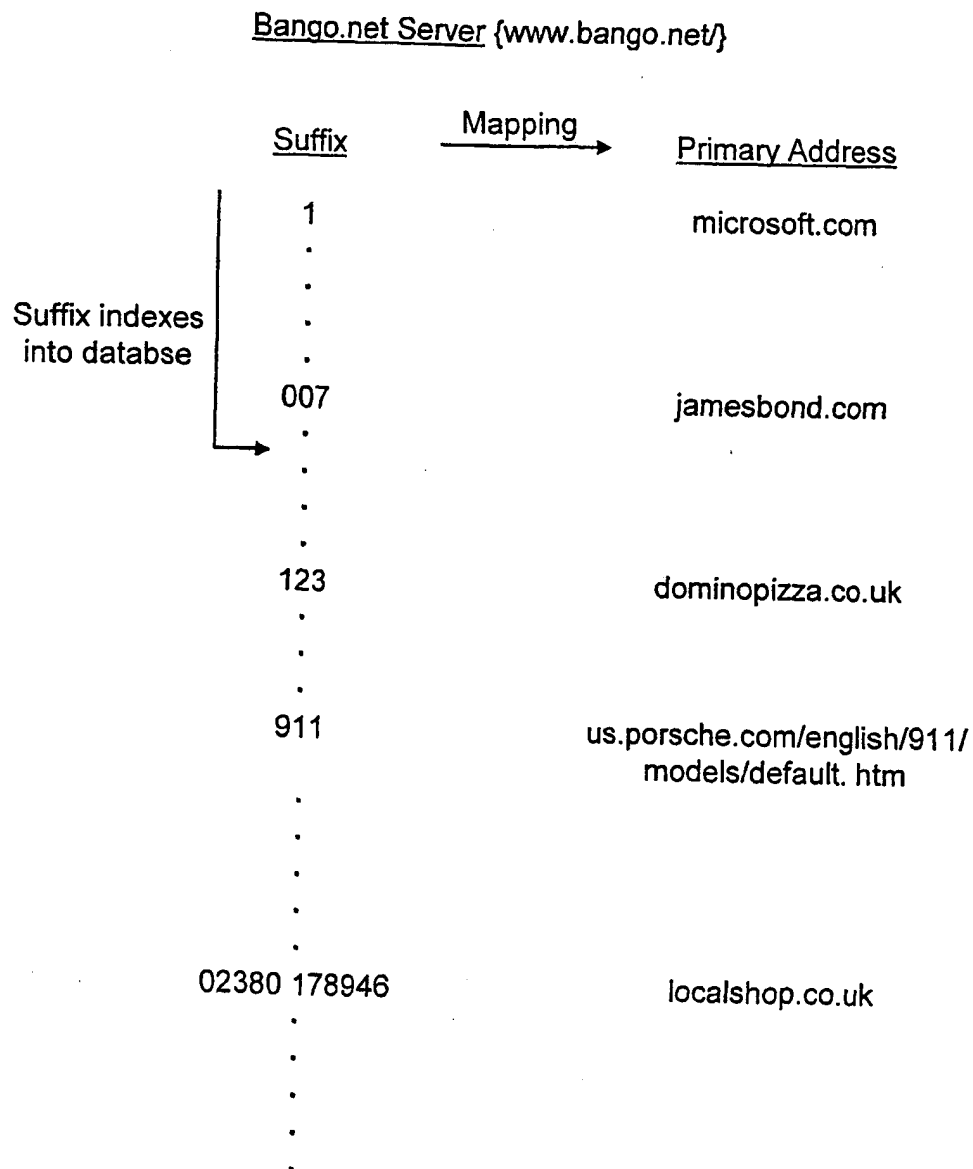 Bango.net Server {www.bango.net/}
Suffix
Mapping
Primary Address
1
microsoft.com
Suffix indexes
into databse
007
jamesbond.com
123
dominopizza.co.uk
911
us.porsche.com/english/911/
models/default. htm
02380 178946
localshop.co.uk